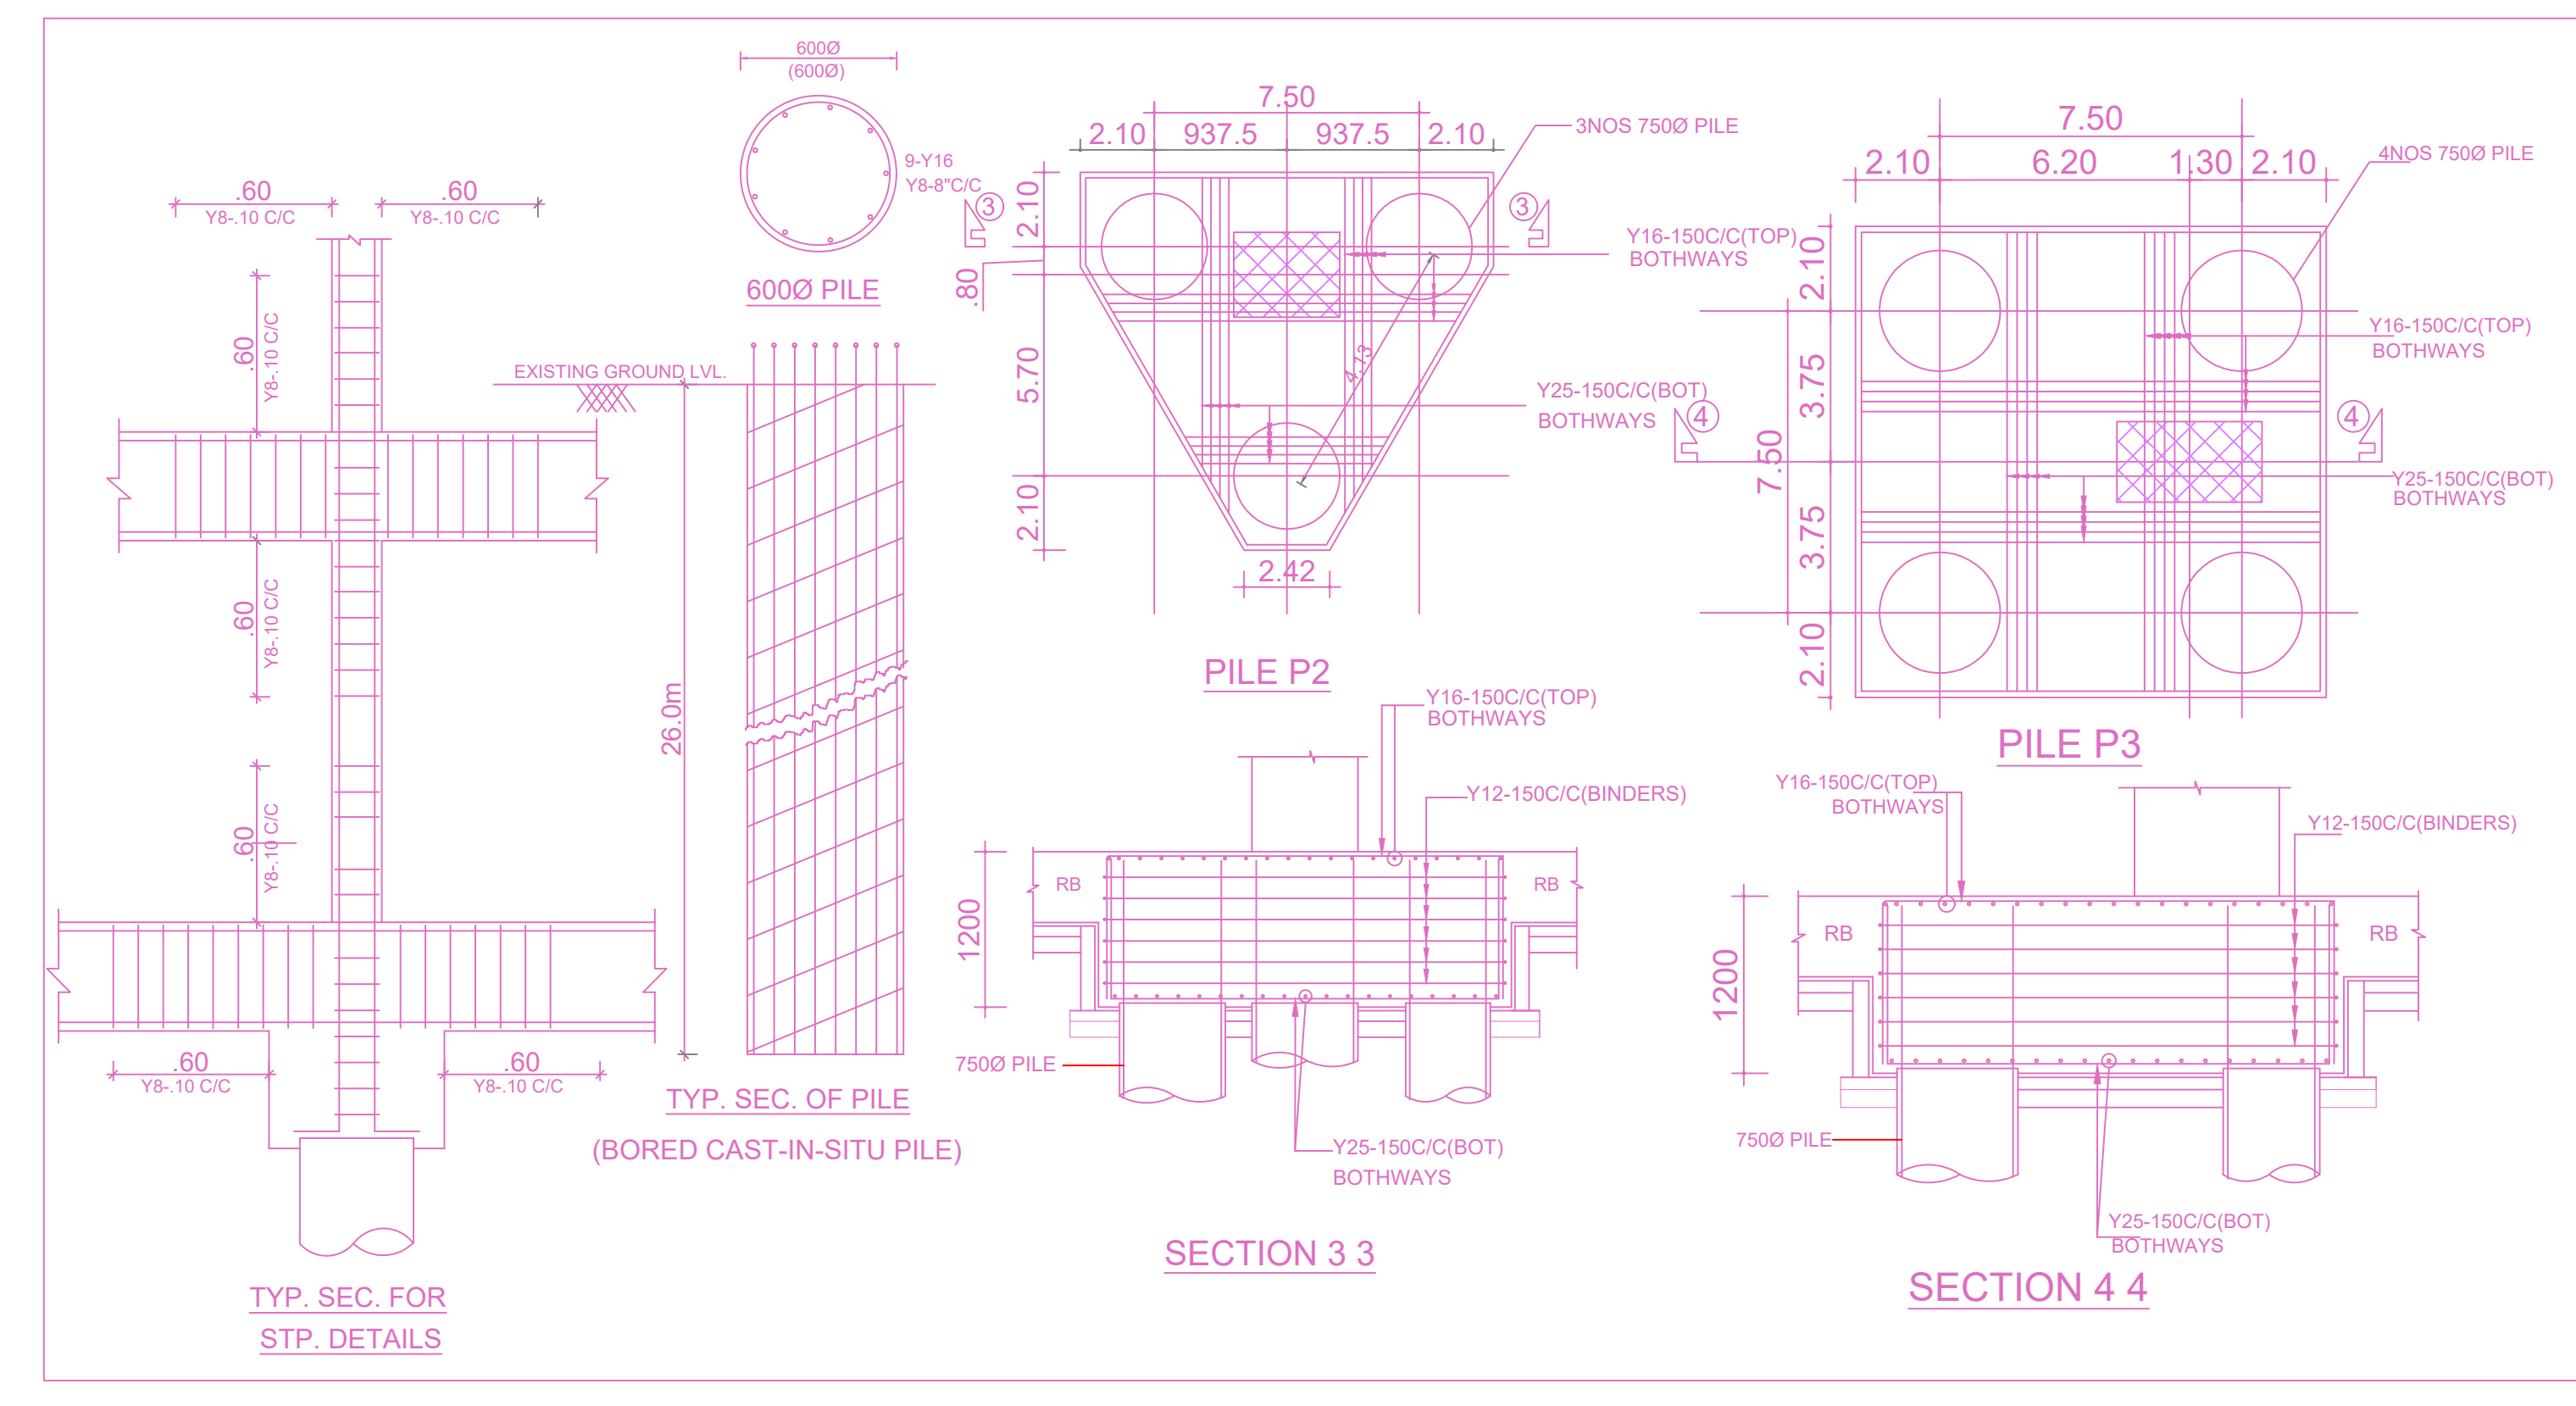 .60
Y8-.10 C/C
.60
Y8-.10 C/C
.60
Y8-.10 C/C
.60
Y8-.10 C/C
.60
Y8-.10 C/C
.60
Y8-.10 C/C
.60
Y8-.10 C/C
TYP. SEC. FOR
STP. DETAILS
600Ø
(600Ø)
9-Y16
Y8-8"C/C
600Ø PILE
EXISTING GROUND LVL.
26.0m
TYP. SEC. OF PILE
(BORED CAST-IN-SITU PILE)
7.50
2.10
937.5
937.5
2.10
3NOS 750Ø PILE
3
3
2.10
.80
5.70
2.10
Y16-150C/C(TOP)
BOTHWAYS
4.73
Y25-150C/C(BOT)
BOTHWAYS
2.42
PILE P2
Y16-150C/C(TOP)
BOTHWAYS
Y12-150C/C(BINDERS)
RB
RB
1200
750Ø PILE
Y25-150C/C(BOT)
BOTHWAYS
SECTION 3 3
7.50
2.10
6.20
1.30
2.10
4NOS 750Ø PILE
2.10
3.75
7.50
3.75
2.10
Y16-150C/C(TOP)
BOTHWAYS
4
4
Y25-150C/C(BOT)
BOTHWAYS
PILE P3
Y16-150C/C(TOP)
BOTHWAYS
Y12-150C/C(BINDERS)
RB
RB
1200
750Ø PILE
Y25-150C/C(BOT)
BOTHWAYS
SECTION 4 4